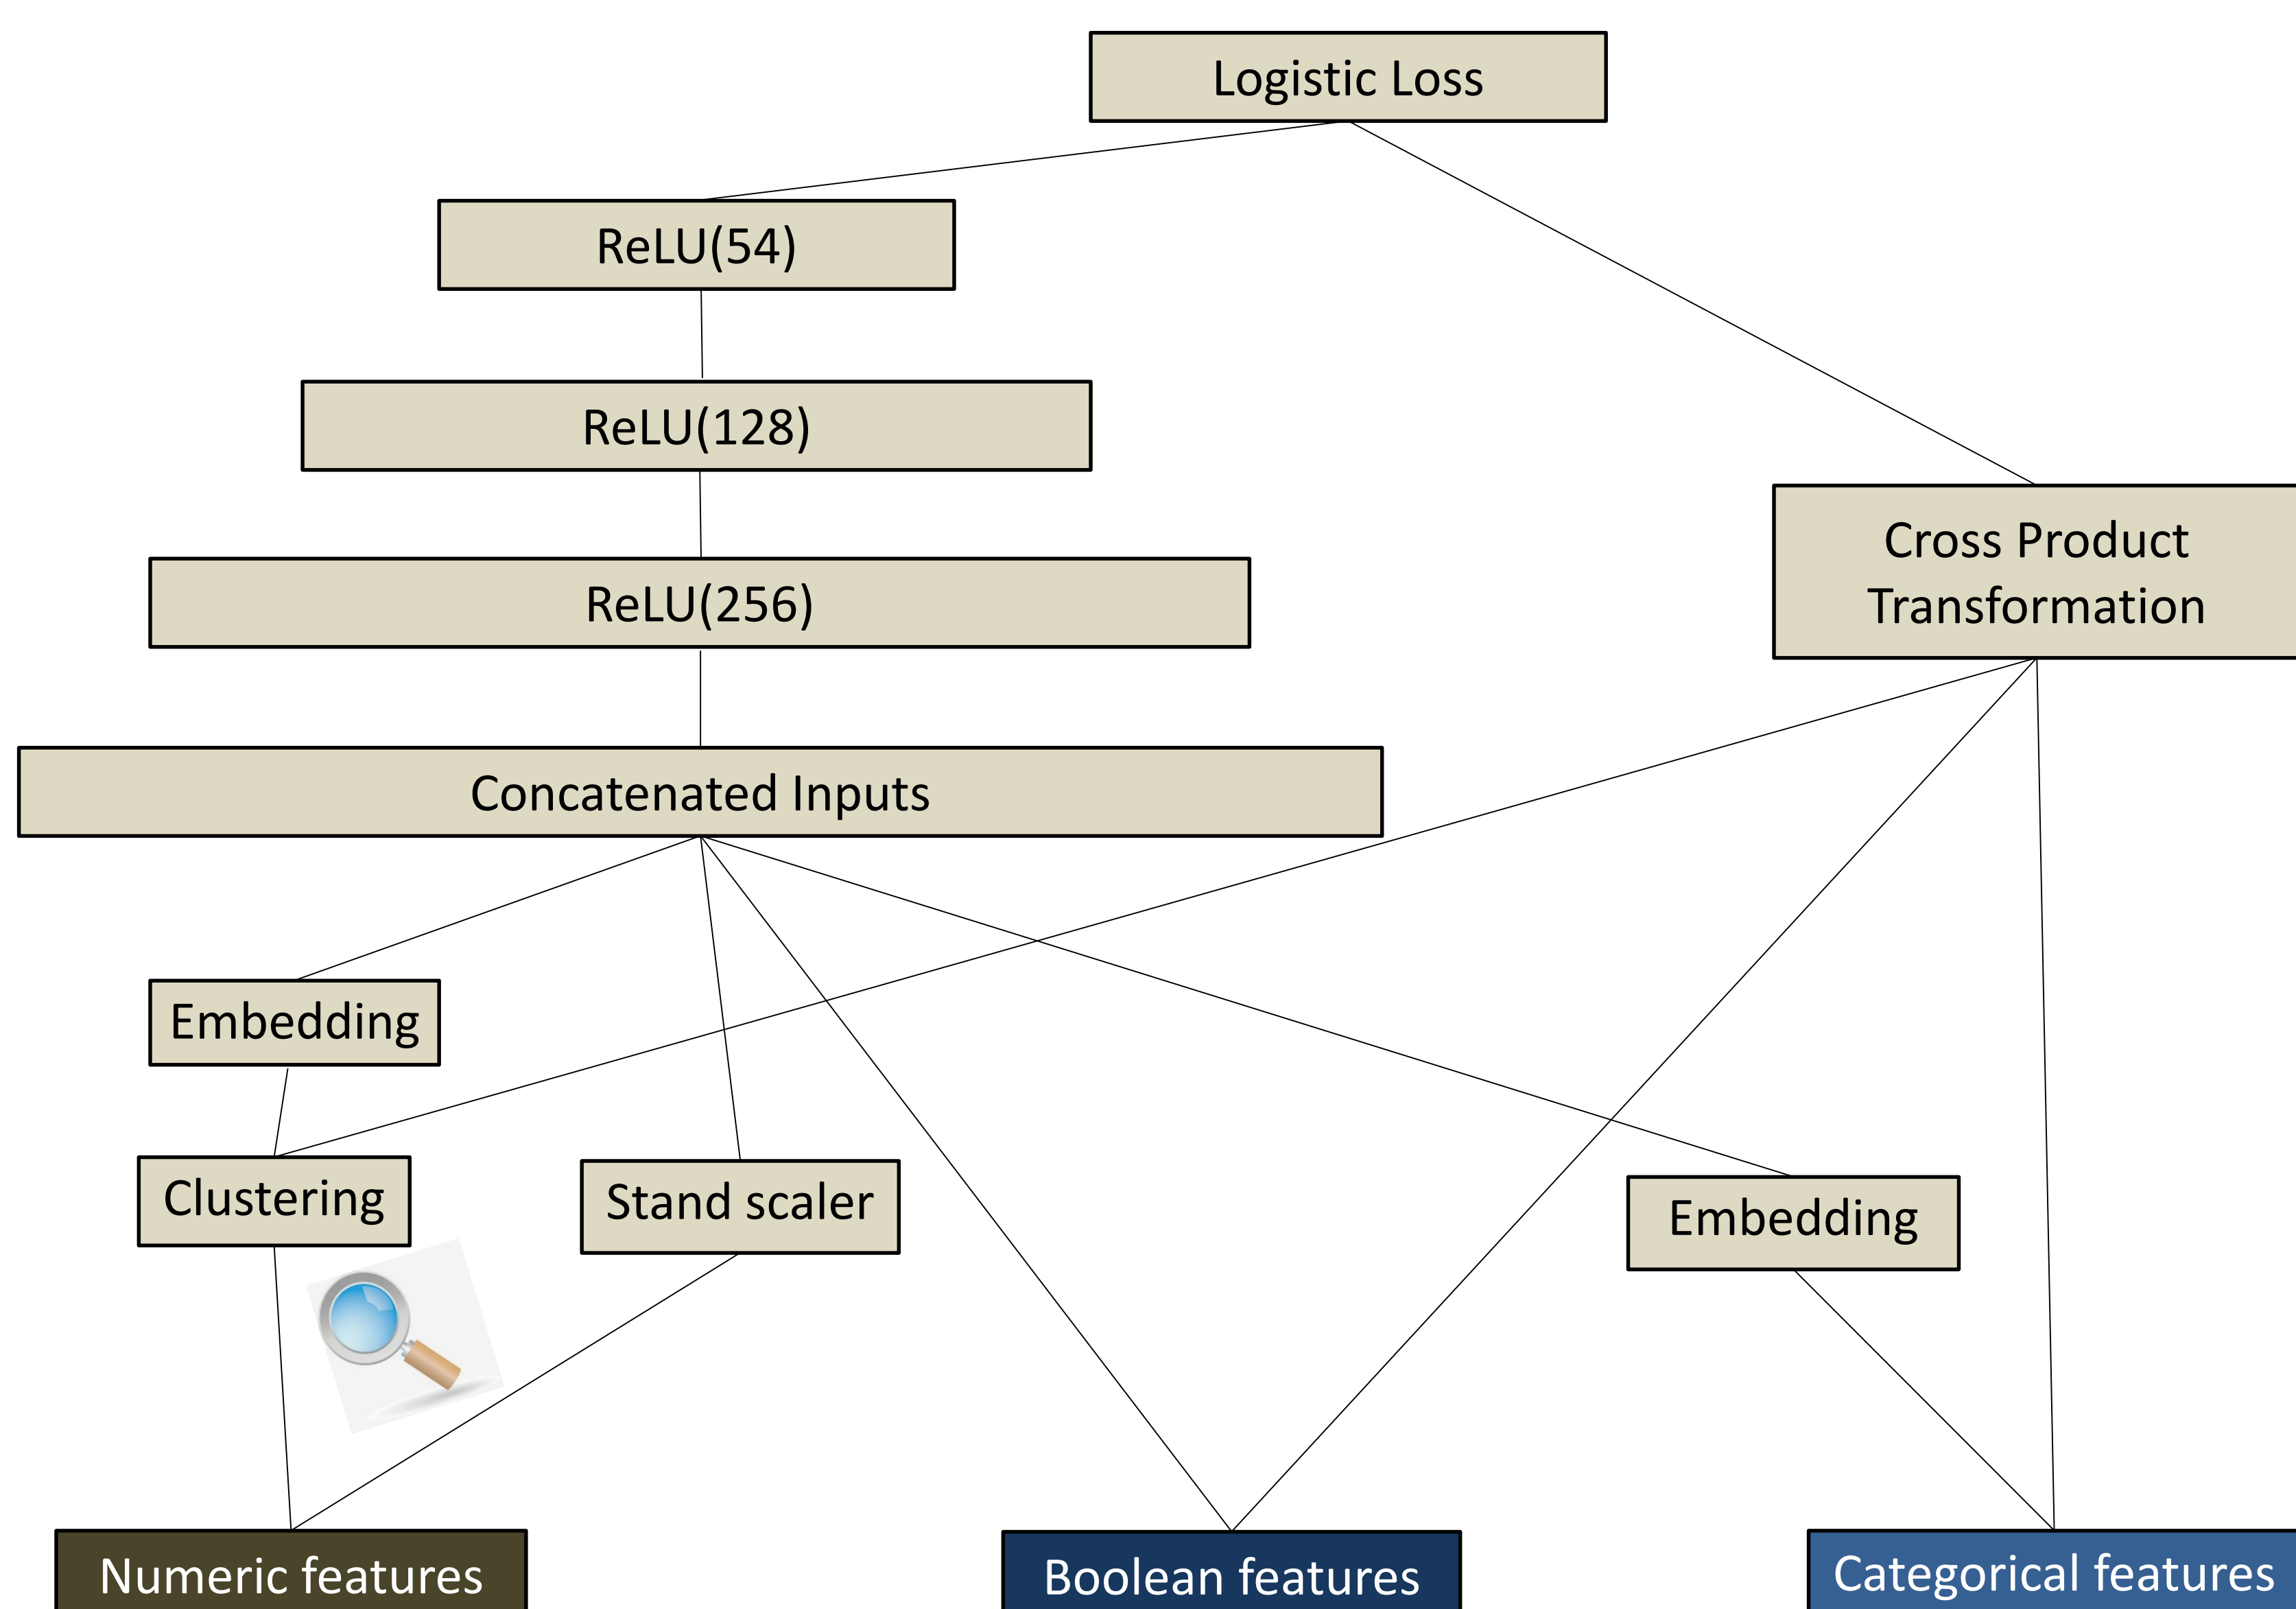 Logistic Loss
ReLU(54)
ReLU(128)
Cross Product
Transformation
ReLU(256)
Concatenated Inputs
Embedding
Clustering
Stand scaler
Embedding
Numeric features
Boolean features
Categorical features